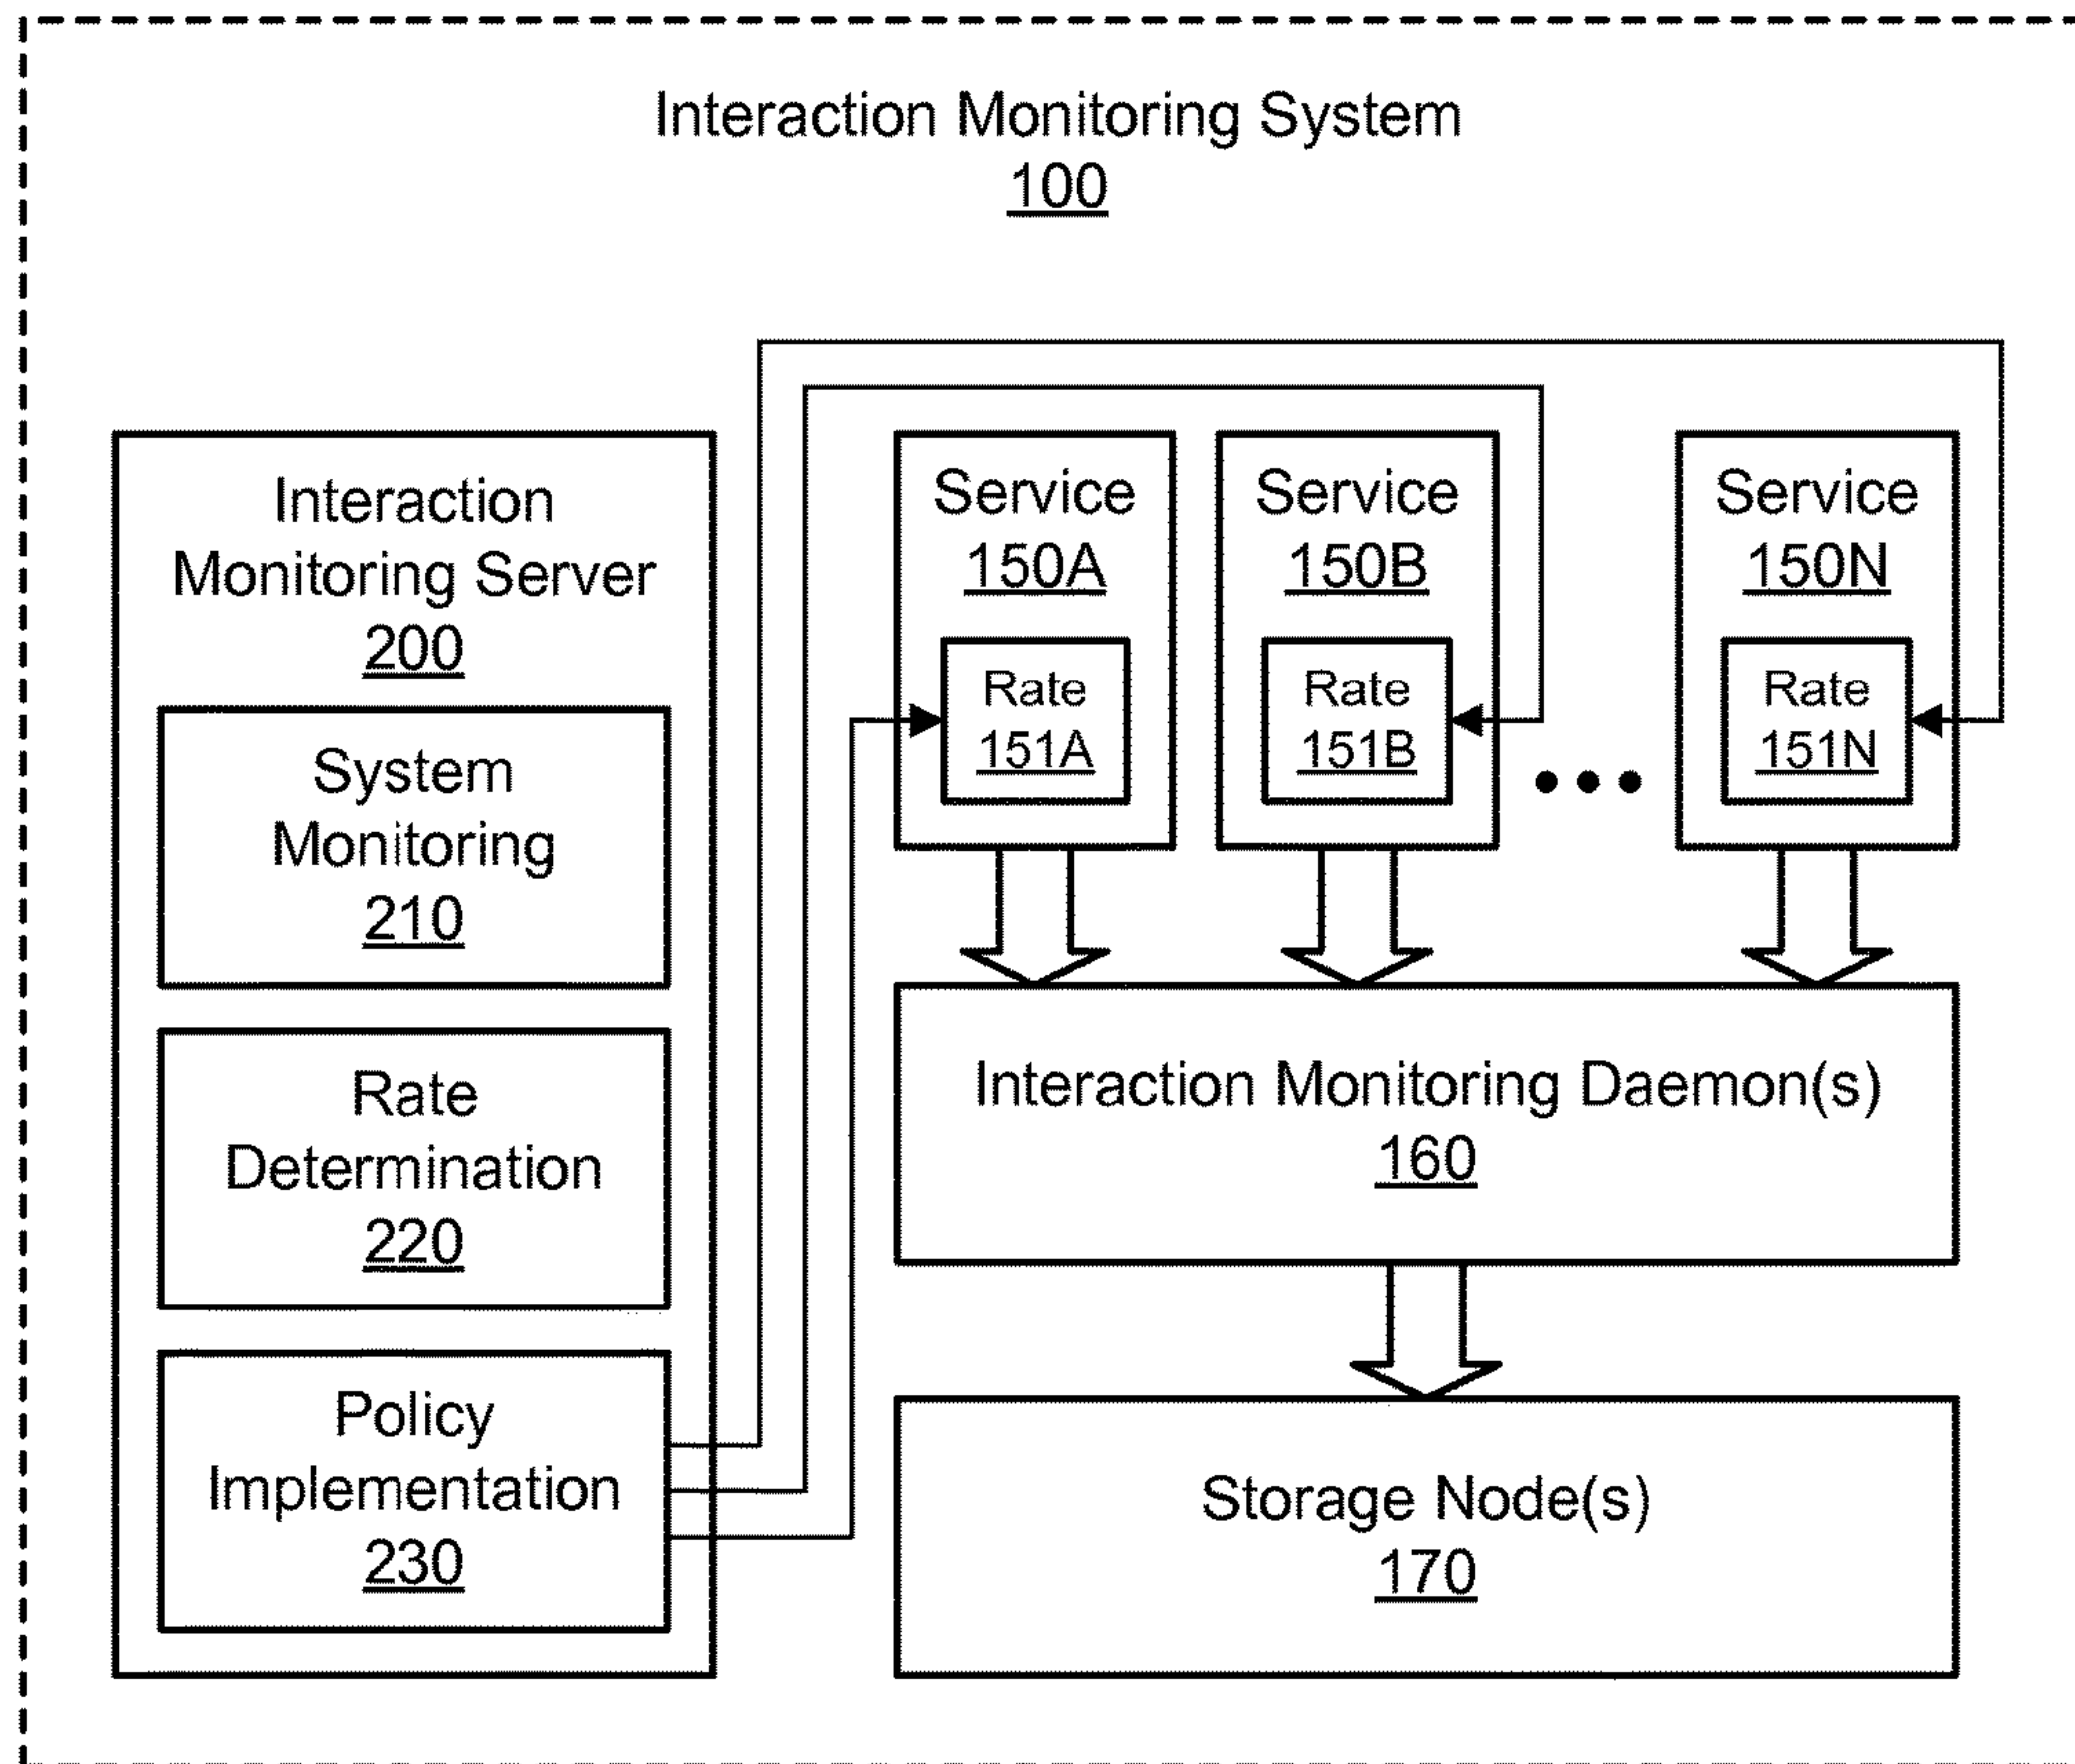 Interaction Monitoring System
100
Interaction
Monitoring Server
200
System
Monitoring
210
Rate
Determination
220
Policy
Implementation
230
Service
150A
Rate
151A
Service
150B
Rate
151B
Service
150N
Rate
151N
Interaction Monitoring Daemon(s)
160
Storage Node(s)
170